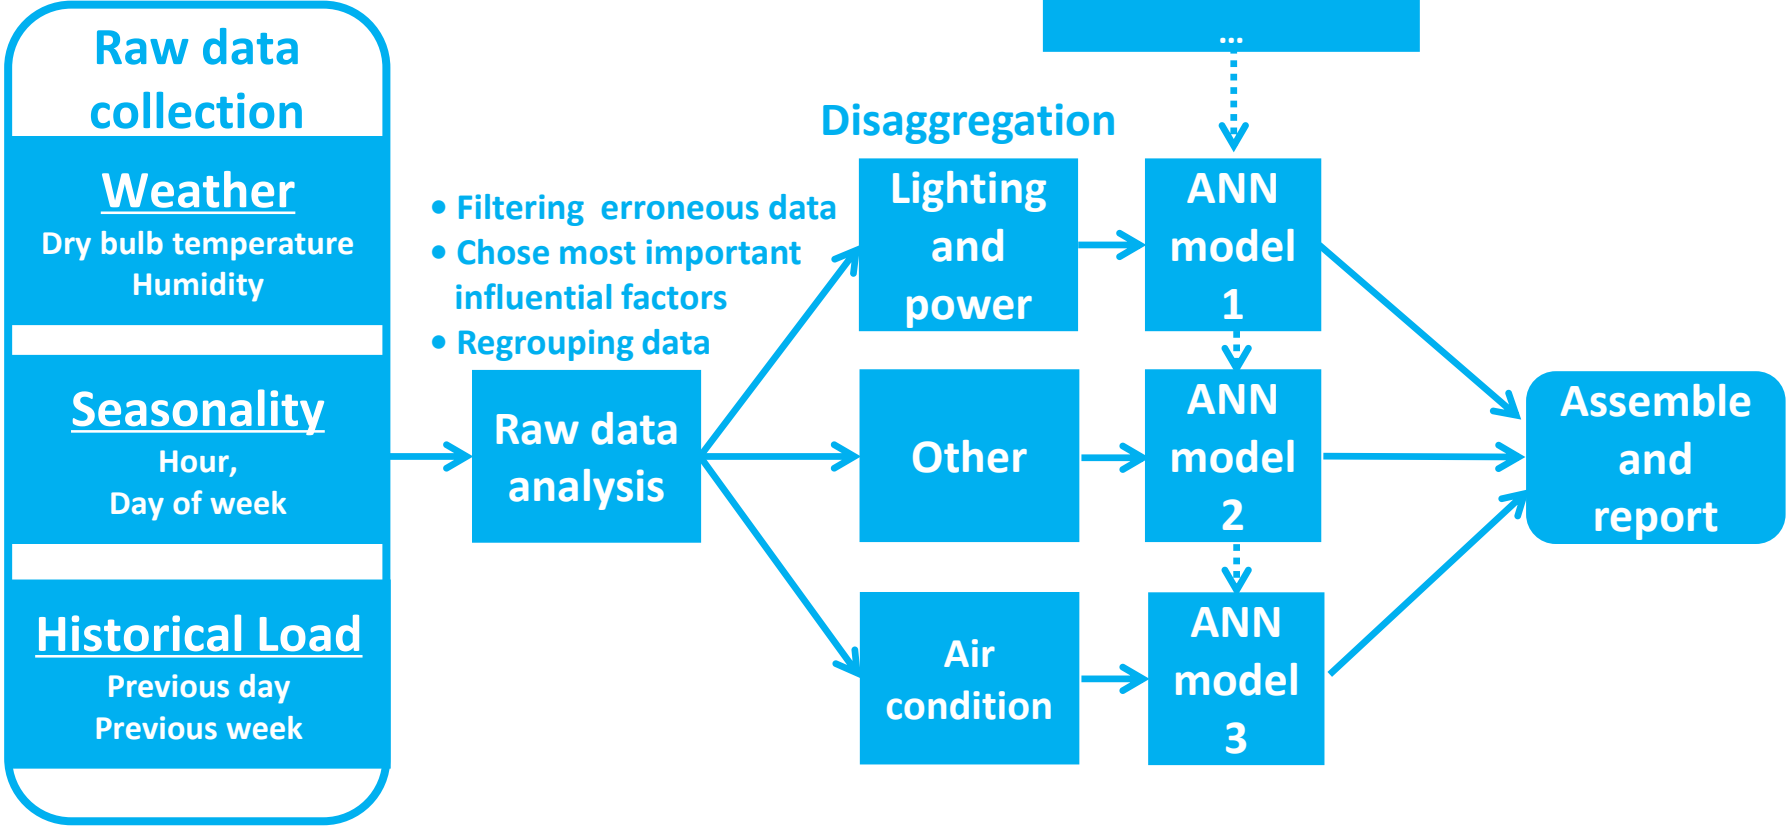 Raw data
collection
Weather
Dry bulb temperature
Humidity
Seasonality
Hour,
Day of week
Historical Load
Previous day
Previous week
• Filtering  erroneous data
• Chose most important
influential factors
• Regrouping data
Raw data
analysis
Disaggregation
Lighting
and
power
Other
Air
condition
...
ANN
model
1
ANN
model
2
ANN
model
3
Assemble
and
report